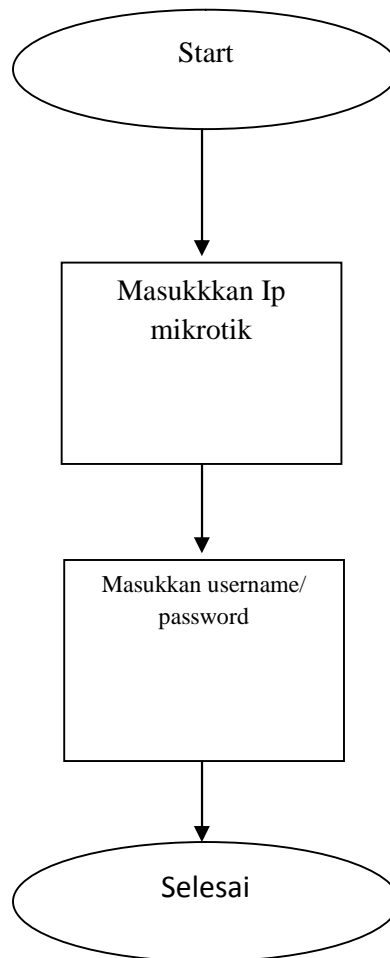 Start
Masukkkan Ip
mikrotik
Masukkan username/
password
Selesai